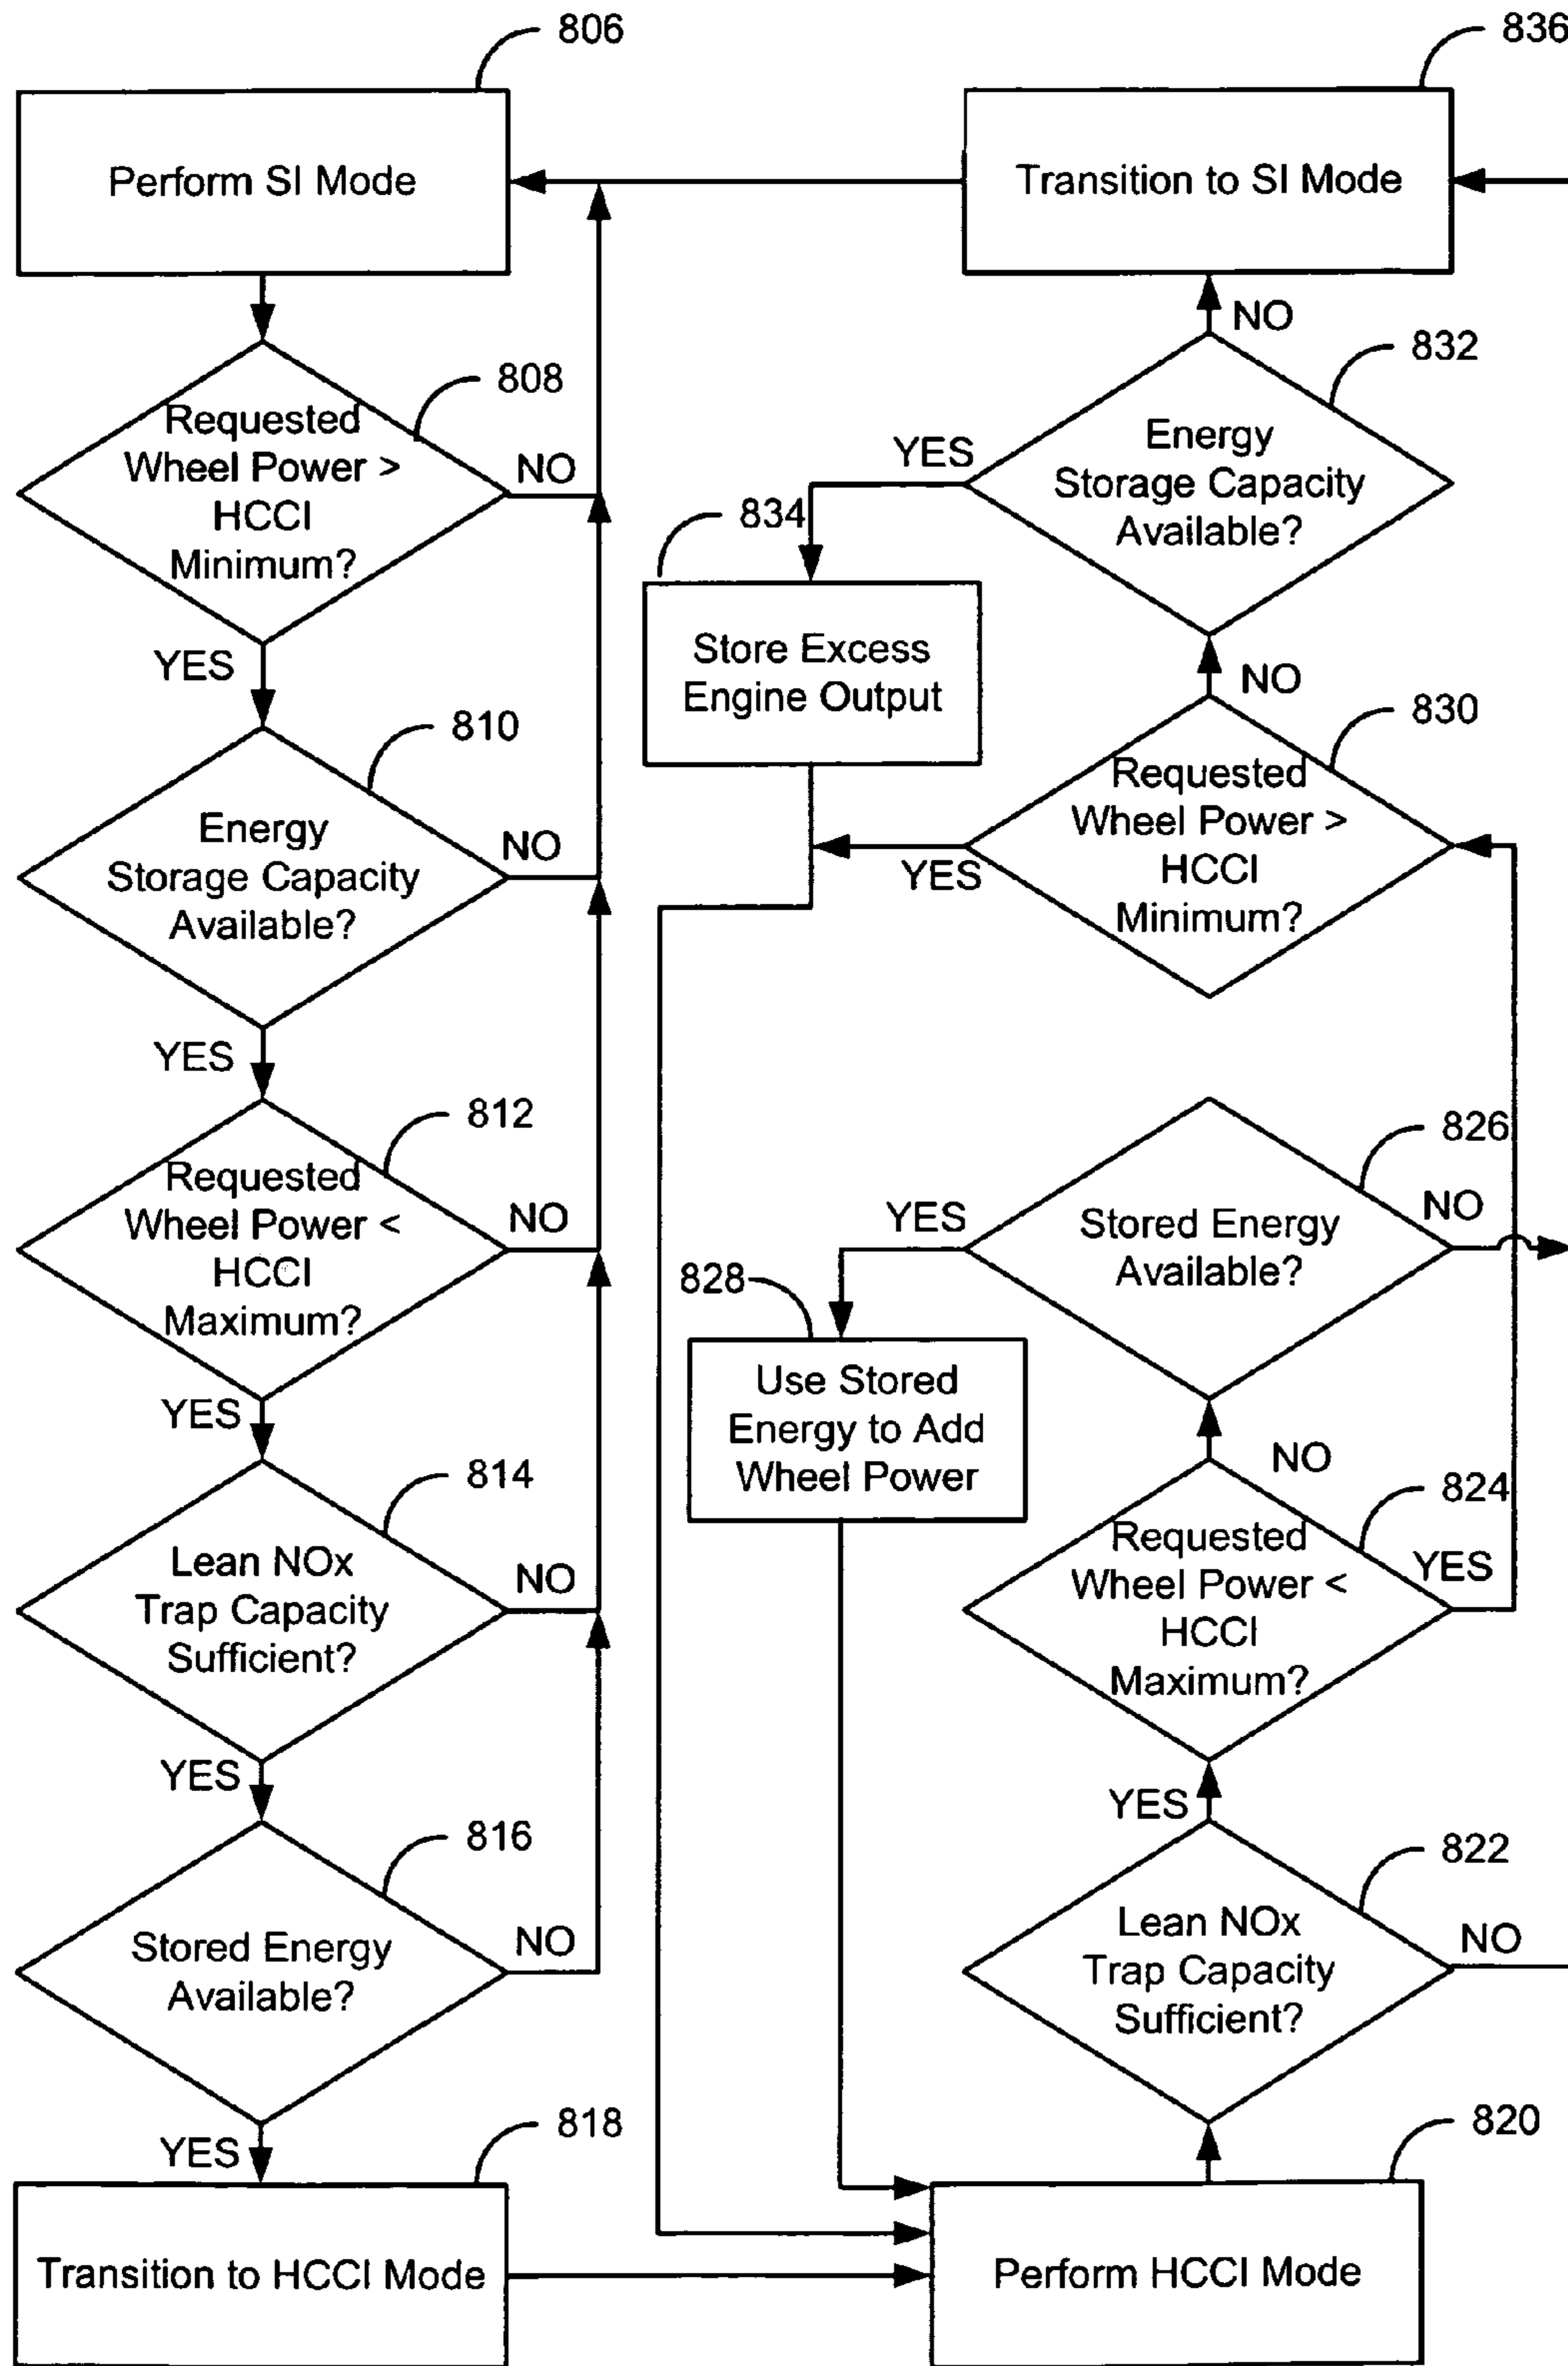 806
Perform SI Mode
808
Requested
Wheel Power >
HCCI
Minimum?
NO
YES
810
Energy
Storage Capacity
Available?
NO
YES
812
Requested
Wheel Power <
HCCI
Maximum?
NO
YES
814
Lean NOx
Trap Capacity
Sufficient?
NO
YES
816
Stored Energy
Available?
NO
YES
818
Transition to HCCI Mode
836
Transition to SI Mode
NO
832
Energy
Storage Capacity
Available?
YES
834
Store Excess
Engine Output
NO
830
Requested
Wheel Power >
HCCI
Minimum?
YES
826
Stored Energy
Available?
NO
YES
828
Use Stored
Energy to Add
Wheel Power
NO
824
Requested
Wheel Power <
HCCI
Maximum?
YES
YES
822
Lean NOx
Trap Capacity
Sufficient?
NO
820
Perform HCCI Mode